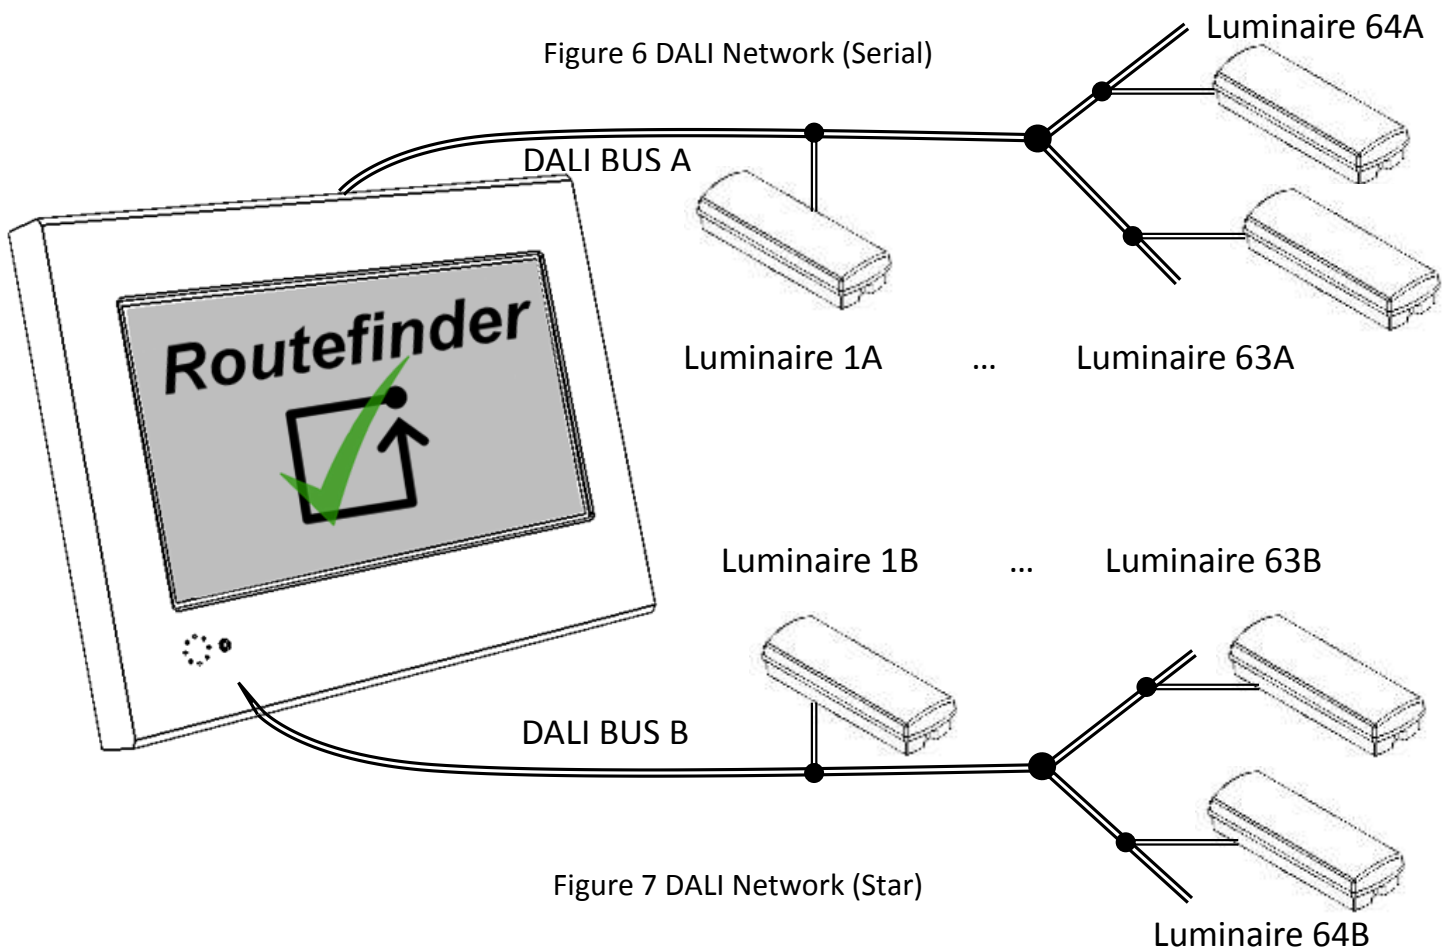 Luminaire 64A
Figure 6 DALI Network (Serial)
DALI BUS A
Routefinder
Luminaire 1A ... Luminaire 63A
Luminaire 1B ... Luminaire 63B
DALI BUS B
Figure 7 DALI Network (Star)
Luminaire 64B